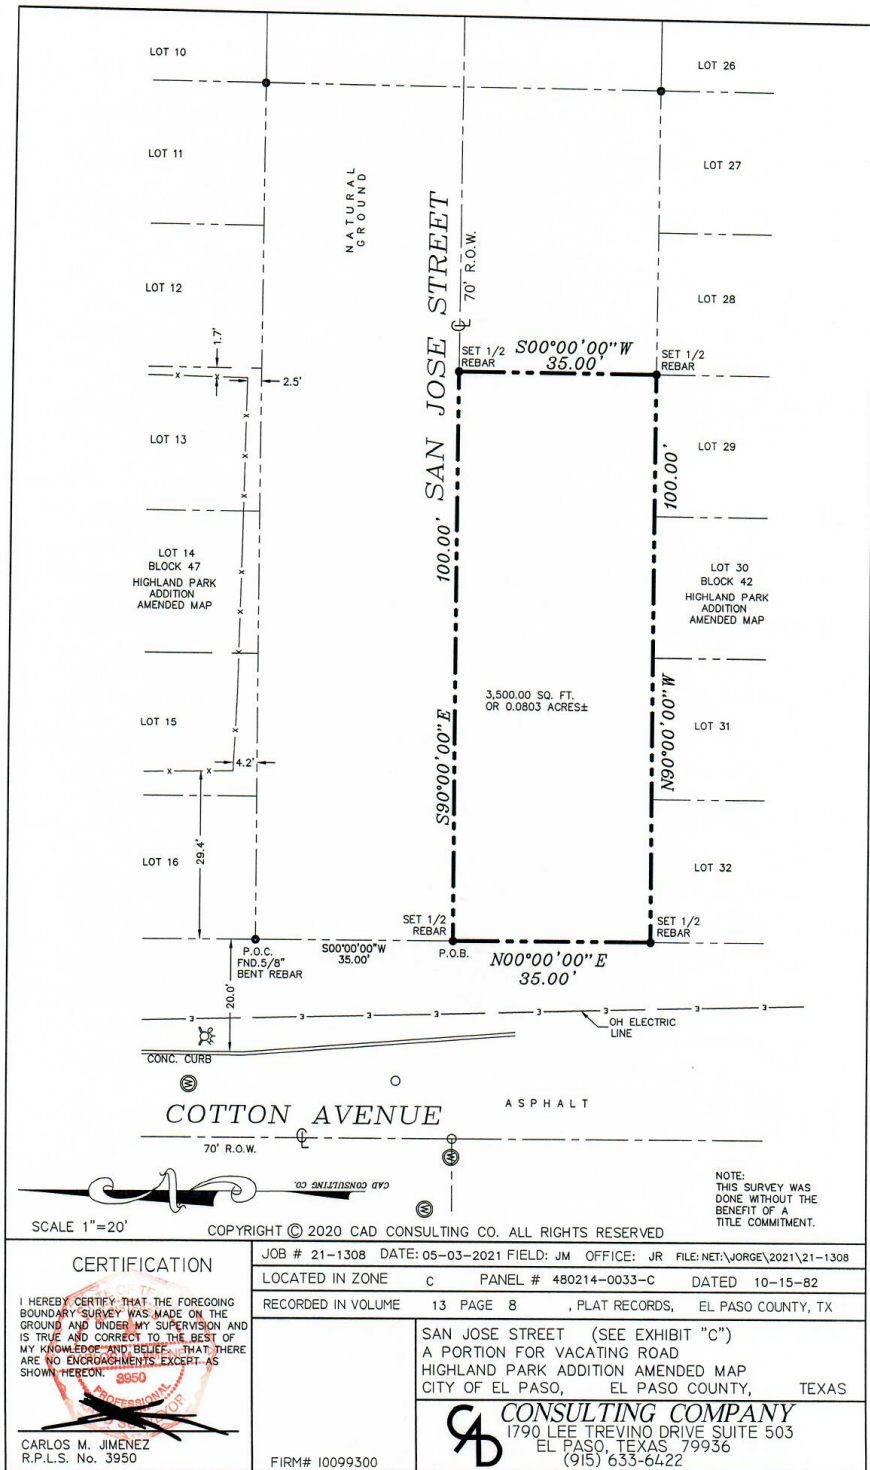 LOT 10
LOT 26
LOT 11
LOT 27
NATURAL
GROUND
SAN JOSE STREET
70' R.O.W.
LOT 12
LOT 28
1.7'
2.5'
SET 1/2
REBAR
S00°00'00"W
35.00'
SET 1/2
REBAR
LOT 13
LOT 29
100.00'
100.00'
LOT 14
BLOCK 47
HIGHLAND PARK
ADDITION
AMENDED MAP
LOT 30
BLOCK 42
HIGHLAND PARK
ADDITION
AMENDED MAP
3,500.00 SQ. FT.
OR 0.0803 ACRES±
LOT 15
LOT 31
S90°00'00"E
N90°00'00"W
4.2'
29.4'
LOT 16
LOT 32
SET 1/2
REBAR
SET 1/2
REBAR
P.O.C.
FND.5/8"
BENT REBAR
S00°00'00"W
35.00'
P.O.B.
N00°00'00"E
35.00'
20.0'
OH ELECTRIC
LINE
CONC. CURB
COTTON AVENUE
ASPHALT
70' R.O.W.
CAD CONSULTING CO.
NOTE:
THIS SURVEY WAS
DONE WITHOUT THE
BENEFIT OF A
TITLE COMMITMENT.
SCALE 1"=20'
COPYRIGHT © 2020 CAD CONSULTING CO. ALL RIGHTS RESERVED
CERTIFICATION
I HEREBY CERTIFY THAT THE FOREGOING
BOUNDARY SURVEY WAS MADE ON THE
GROUND AND UNDER MY SUPERVISION AND
IS TRUE AND CORRECT TO THE BEST OF
MY KNOWLEDGE AND BELIEF. THAT THERE
ARE NO ENCROACHMENTS EXCEPT AS
SHOWN HEREON.
CARLOS M. JIMENEZ
3950
PROFESSIONAL
CARLOS M. JIMENEZ
R.P.L.S. No. 3950
JOB # 21-1308 DATE: 05-03-2021 FIELD: JM OFFICE: JR FILE: NET:\JORGE\2021\21-1308
LOCATED IN ZONE C PANEL # 480214-0033-C DATED 10-15-82
RECORDED IN VOLUME 13 PAGE 8 , PLAT RECORDS, EL PASO COUNTY, TX
SAN JOSE STREET (SEE EXHIBIT "C")
A PORTION FOR VACATING ROAD
HIGHLAND PARK ADDITION AMENDED MAP
CITY OF EL PASO, EL PASO COUNTY, TEXAS
FIRM# 10099300
CAD
CONSULTING COMPANY
1790 LEE TREVINO DRIVE SUITE 503
EL PASO, TEXAS 79936
(915) 633-6422